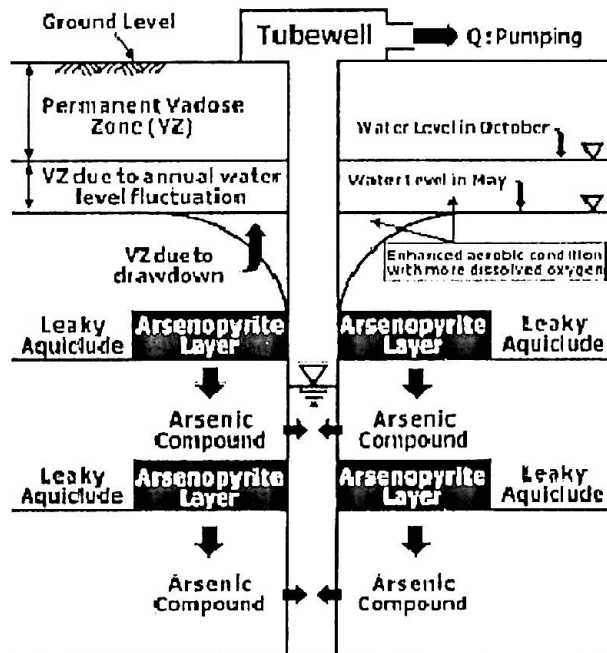 Ground Level
Tubewell
Q: Pumping
Permanent Vadose
Zone (VZ)
Water Level in October
VZ due to annual water
level fluctuation
Water Level in May
VZ due to
drawdown
Enhanced aerobic condition
with more dissolved oxygen
Leaky
Aquiclude
Arsenopyrite
Layer
Arsenopyrite
Layer
Leaky
Aquiclude
Arsenic
Compound
Arsenic
Compound
Leaky
Aquiclude
Arsenopyrite
Layer
Arsenopyrite
Layer
Leaky
Aquiclude
Arsenic
Compound
Arsenic
Compound